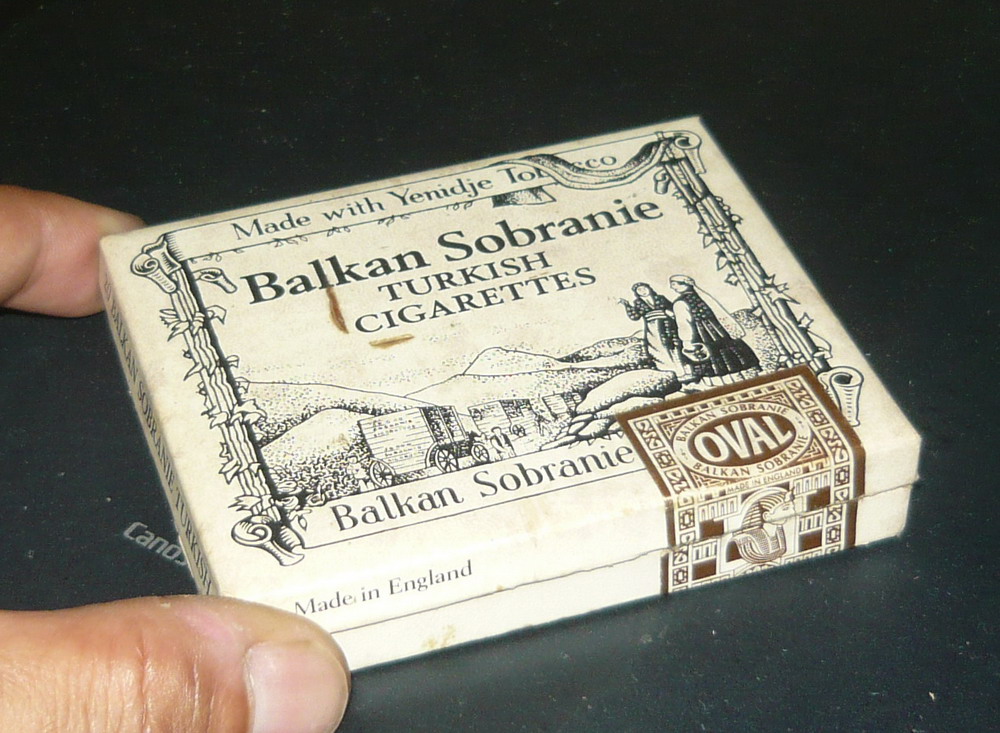 Made with Yenidje Tobacco
Balkan Sobranie
TURKISH
CIGARETTES
Balkan Sobranie
Made in England
BALKAN SOBRANIE
OVAL
BALKAN SOBRANIE
MADE IN ENGLAND
BALKAN SOBRANIE TURKISH